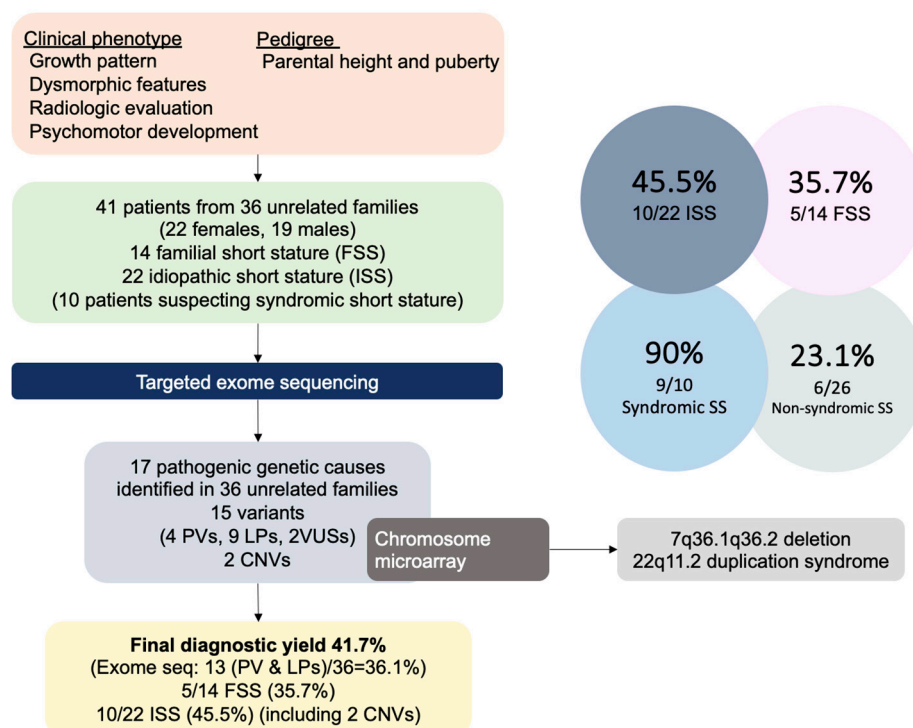 Clinical phenotype
Growth pattern
Dysmorphic features
Radiologic evaluation
Psychomotor development
Pedigree
Parental height and puberty
41 patients from 36 unrelated families
(22 females, 19 males)
14 familial short stature (FSS)
22 idiopathic short stature (ISS)
(10 patients suspecting syndromic short stature)
Targeted exome sequencing
17 pathogenic genetic causes
identified in 36 unrelated families
15 variants
(4 PVs, 9 LPs, 2VUSs)
2 CNVs
Chromosome
microarray
7q36.1q36.2 deletion
22q11.2 duplication syndrome
Final diagnostic yield 41.7%
(Exome seq: 13 (PV & LPs)/36=36.1%)
5/14 FSS (35.7%)
10/22 ISS (45.5%) (including 2 CNVs)
45.5%
10/22 ISS
35.7%
5/14 FSS
90%
9/10
Syndromic SS
23.1%
6/26
Non-syndromic SS